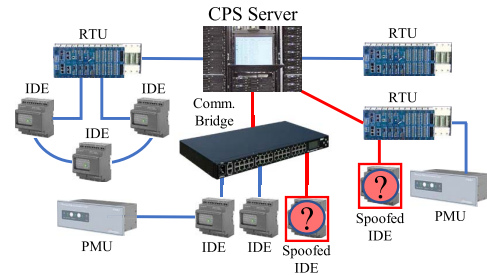 CPS Server
RTU
RTU
IDE
IDE
IDE
Comm.
Bridge
RTU
?
?
PMU
IDE
IDE
Spoofed
IDE
Spoofed
IDE
PMU